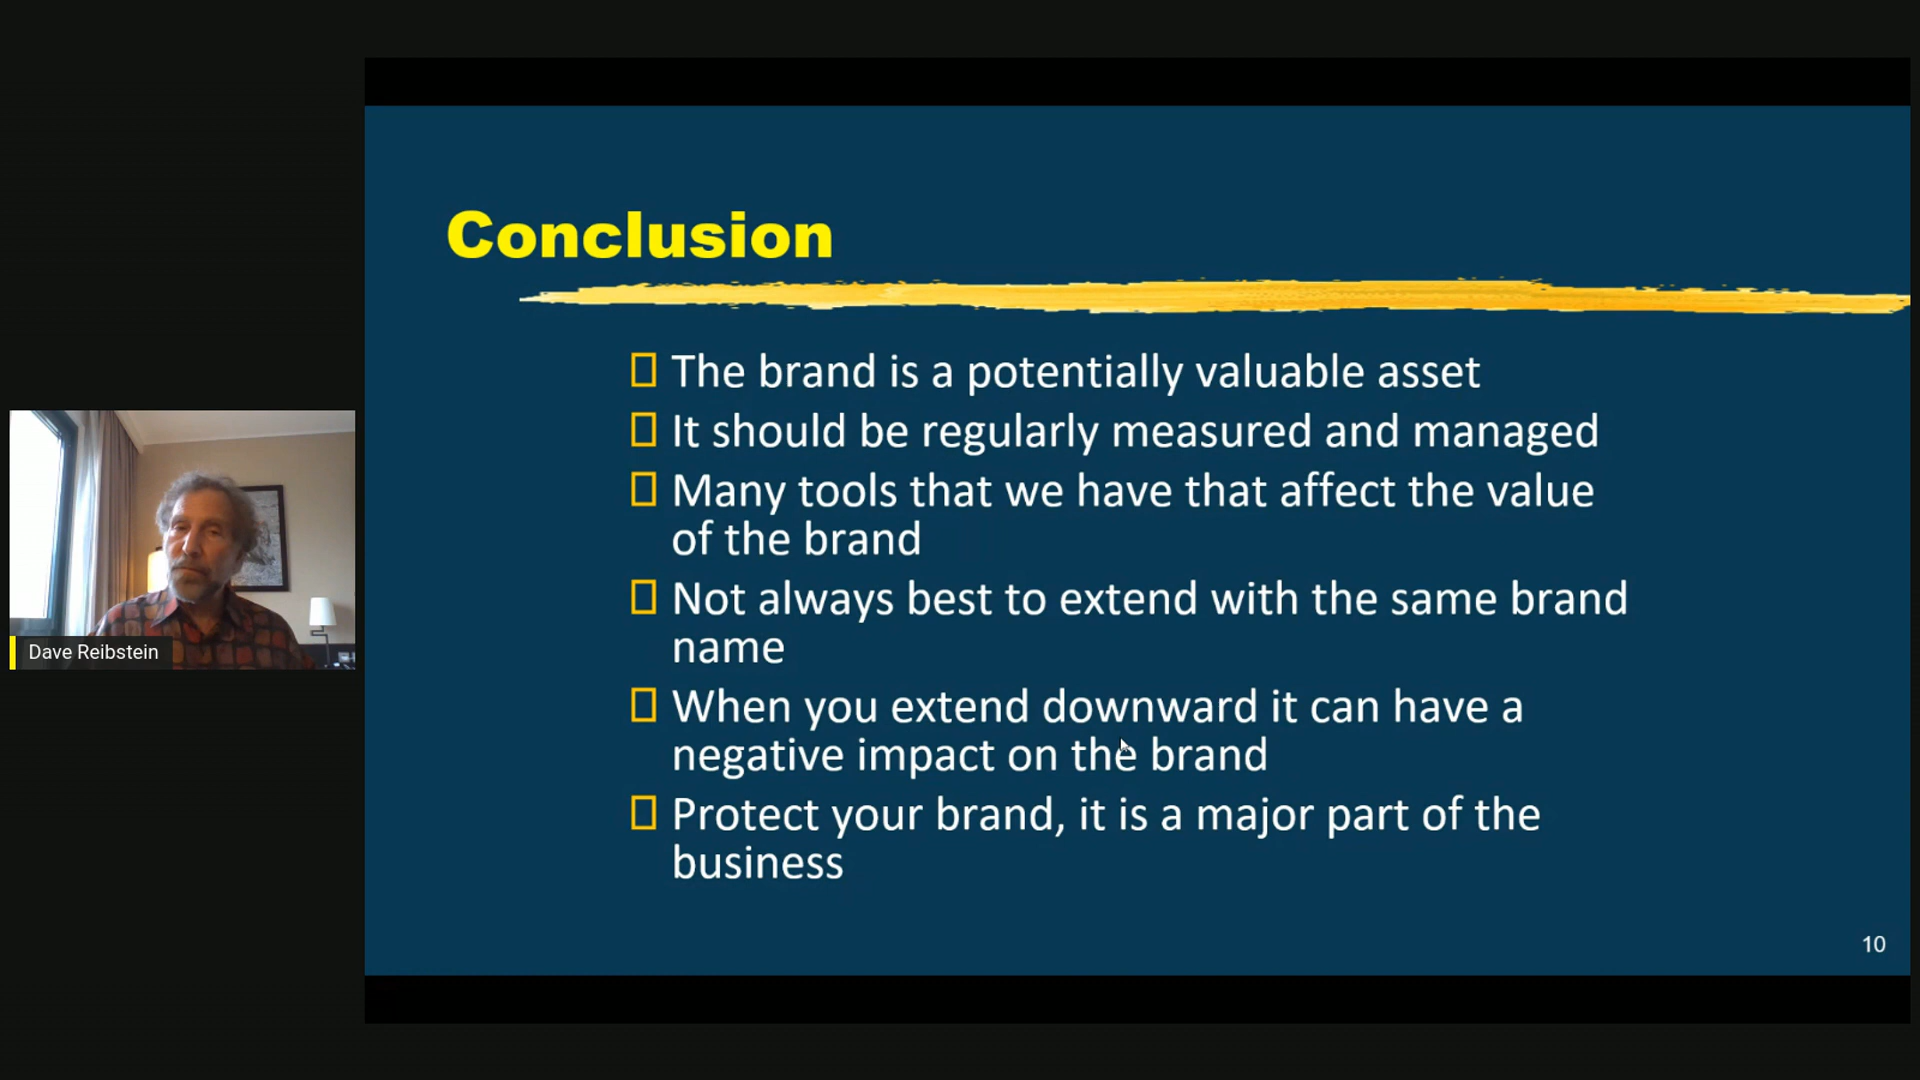 Conclusion
The brand is a potentially valuable asset
It should be regularly measured and managed
Many tools that we have that affect the value
of the brand
Not always best to extend with the same brand
name
When you extend downward it can have a
negative impact on the brand
Protect your brand, it is a major part of the
business
Dave Reibstein
10